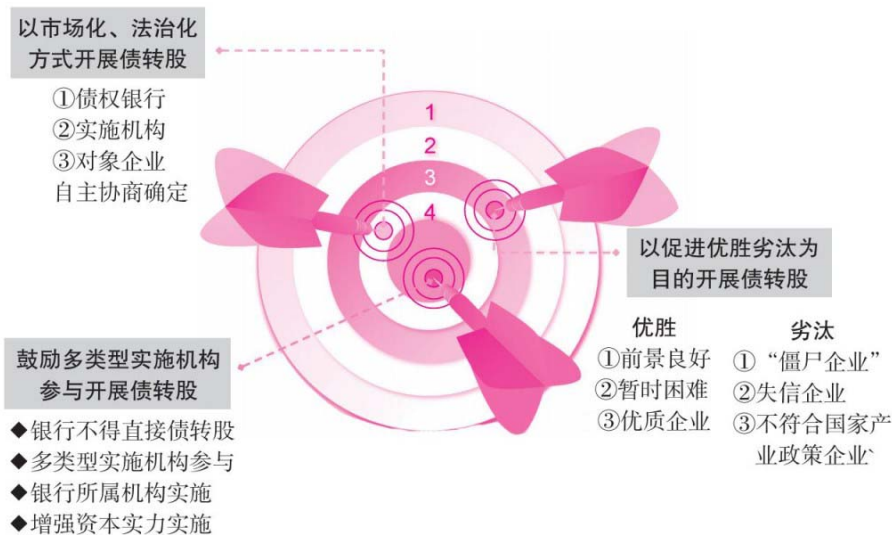 以市场化、法治化
方式开展债转股
①债权银行
②实施机构
③对象企业
自主协商确定
1
2
3
4
以促进优胜劣汰为
目的开展债转股
优胜
①前景良好
②暂时困难
③优质企业
劣汰
①“僵尸企业”
②失信企业
③不符合国家产
业政策企业`
鼓励多类型实施机构
参与开展债转股
◆银行不得直接债转股
◆多类型实施机构参与
◆银行所属机构实施
◆增强资本实力实施